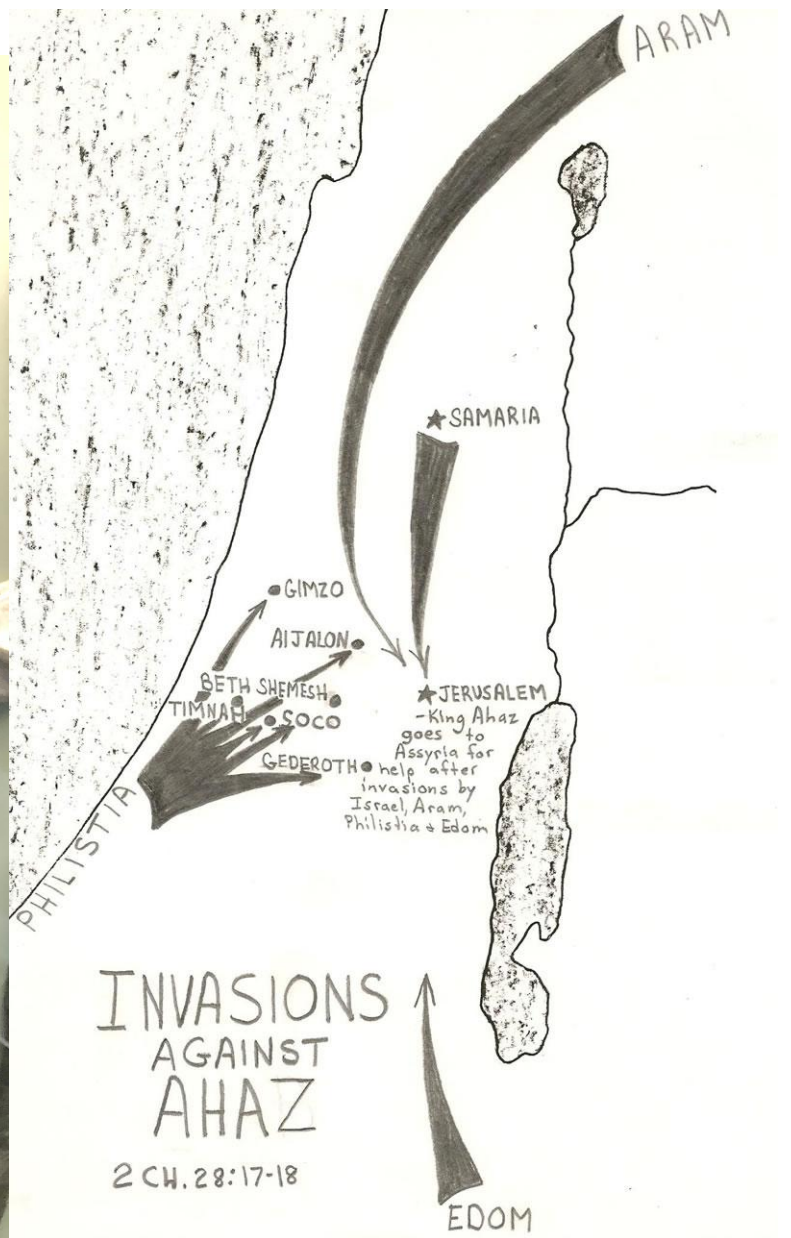 ARAM
★ SAMARIA
GIMZO
AIJALON
BETH SHEMESH
TIMNAH
SOCO
GEDEROTH
PHILISTIA
★ JERUSALEM
-King Ahaz
goes to
Assyria for
help after
invasions by
Israel, Aram,
Philistia & Edom
INVASIONS
AGAINST
AHAZ
2 CH. 28:17-18
EDOM